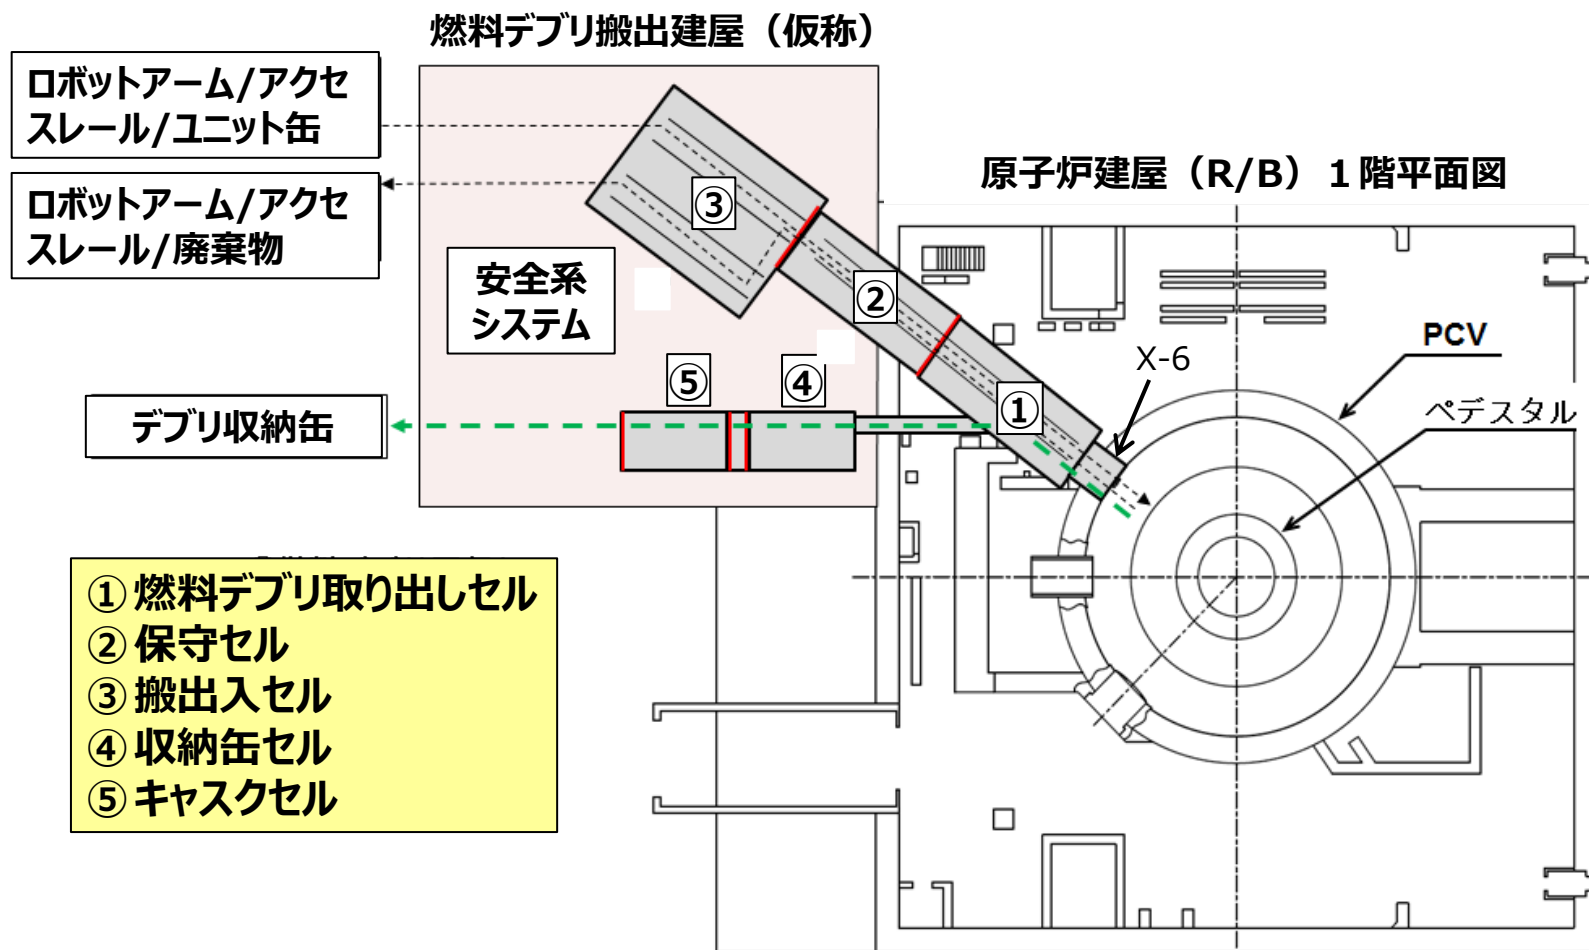 燃料デブリ搬出建屋（仮称）
ロボットアーム/アクセ
スレール/ユニット缶
ロボットアーム/アクセ
スレール/廃棄物
原子炉建屋（R/B）１階平面図
③
安全系
システム
②
PCV
X-6
⑤
④
①
ペデスタル
デブリ収納缶
①燃料デブリ取り出しセル
②保守セル
③搬出入セル
④収納缶セル
⑤キャスクセル